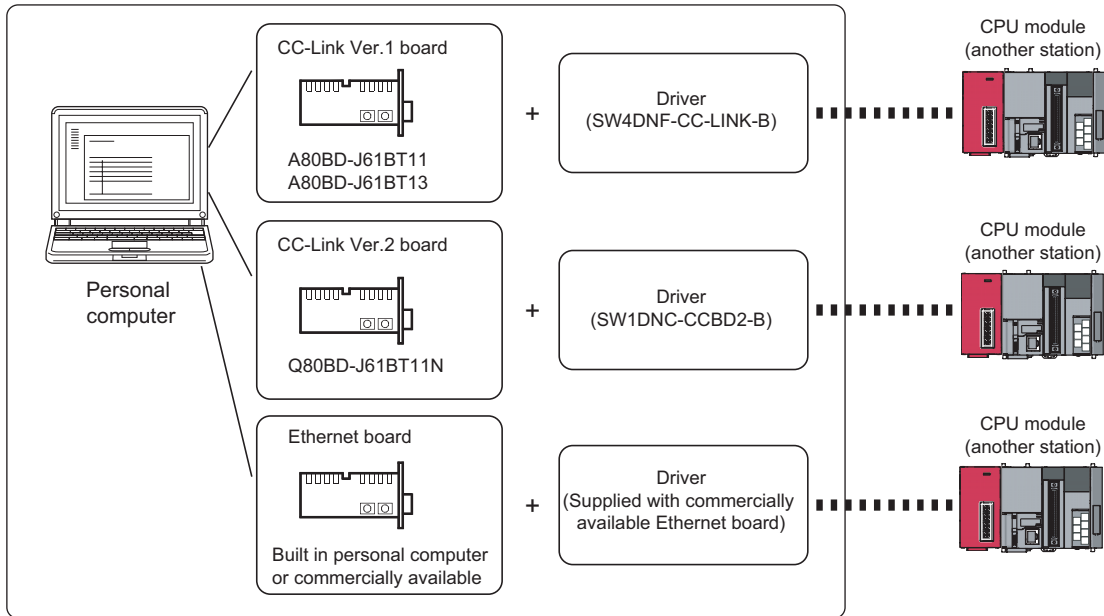 CC-Link Ver.1 board
A80BD-J61BT11
A80BD-J61BT13
+
Driver
(SW4DNF-CC-LINK-B)
CPU module
(another station)
Personal
computer
CC-Link Ver.2 board
Q80BD-J61BT11N
+
Driver
(SW1DNC-CCBD2-B)
CPU module
(another station)
Ethernet board
Built in personal computer
or commercially available
+
Driver
(Supplied with commercially
available Ethernet board)
CPU module
(another station)